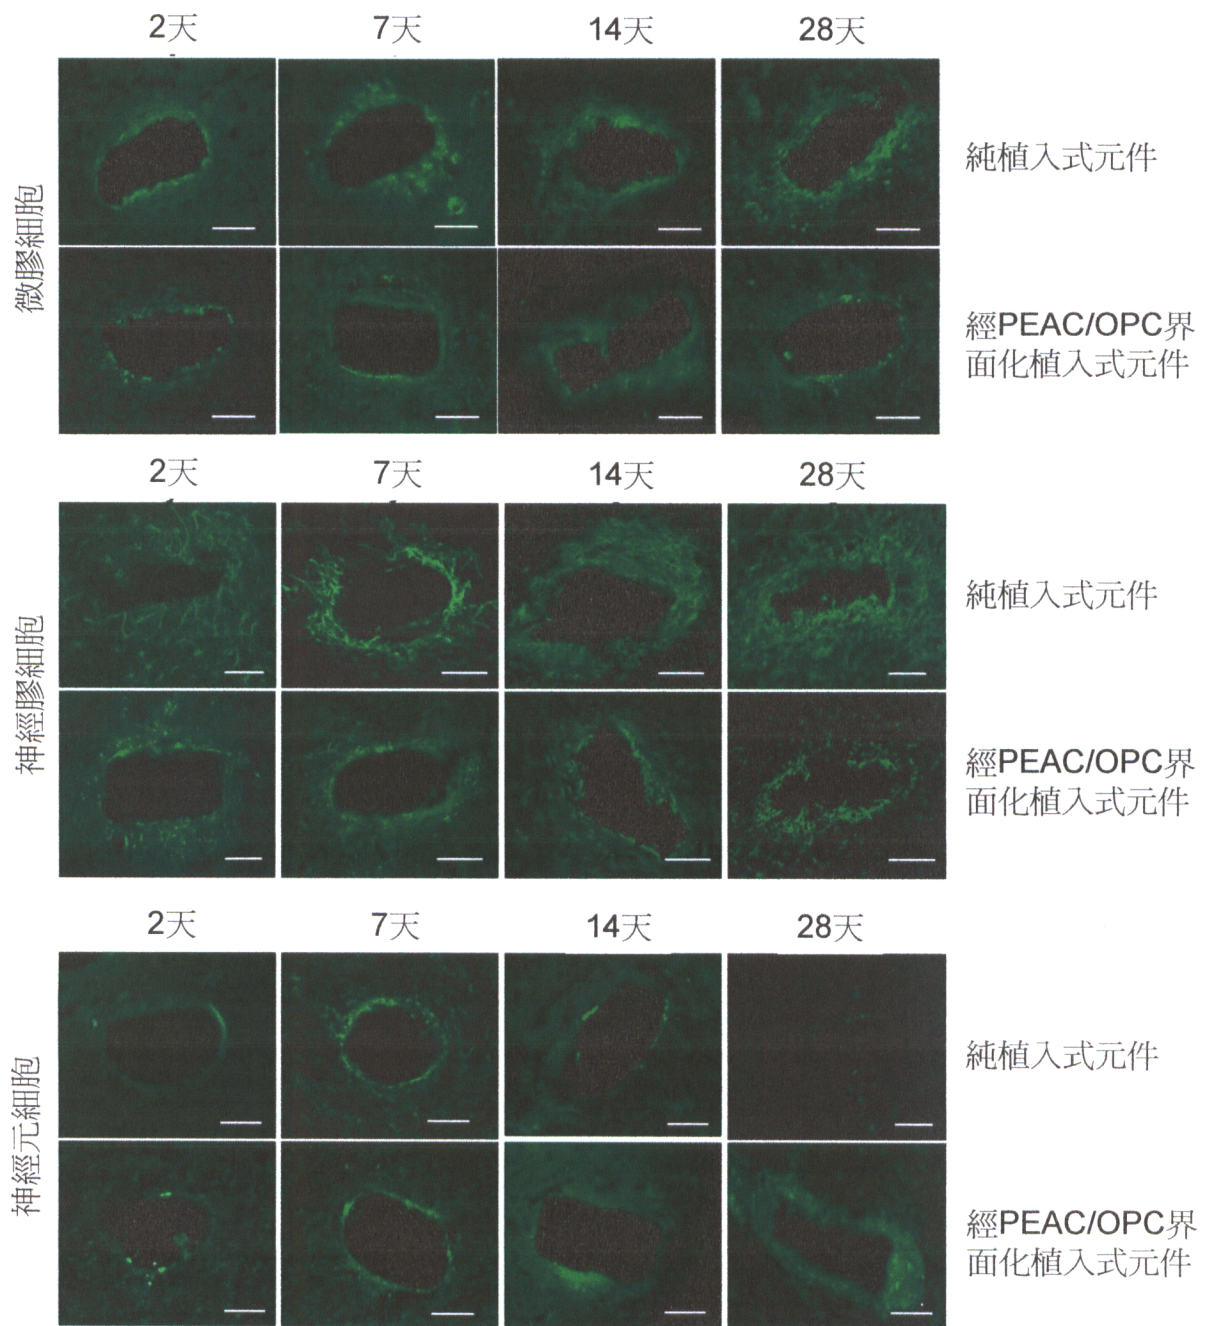 2天 7天 14天 28天
微膠細胞
純植入式元件
經PEAC/OPC界
面化植入式元件
2天 7天 14天 28天
神經膠細胞
純植入式元件
經PEAC/OPC界
面化植入式元件
2天 7天 14天 28天
神經元細胞
純植入式元件
經PEAC/OPC界
面化植入式元件